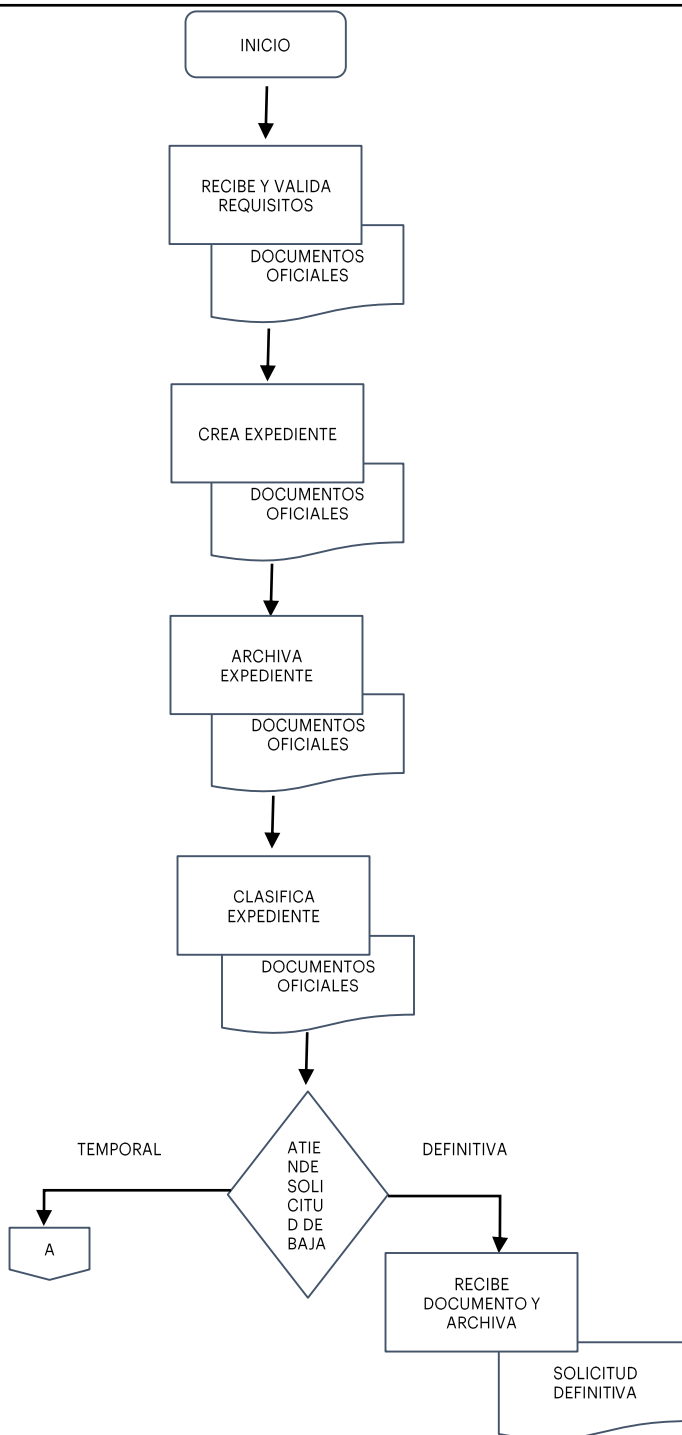 INICIO
RECIBE Y VALIDA
REQUISITOS
DOCUMENTOS
OFICIALES
CREA EXPEDIENTE
DOCUMENTOS
OFICIALES
ARCHIVA
EXPEDIENTE
DOCUMENTOS
OFICIALES
CLASIFICA
EXPEDIENTE
DOCUMENTOS
OFICIALES
TEMPORAL
ATIE
NDE
SOLI
CITU
D DE
BAJA
DEFINITIVA
A
RECIBE
DOCUMENTO Y
ARCHIVA
SOLICITUD
DEFINITIVA